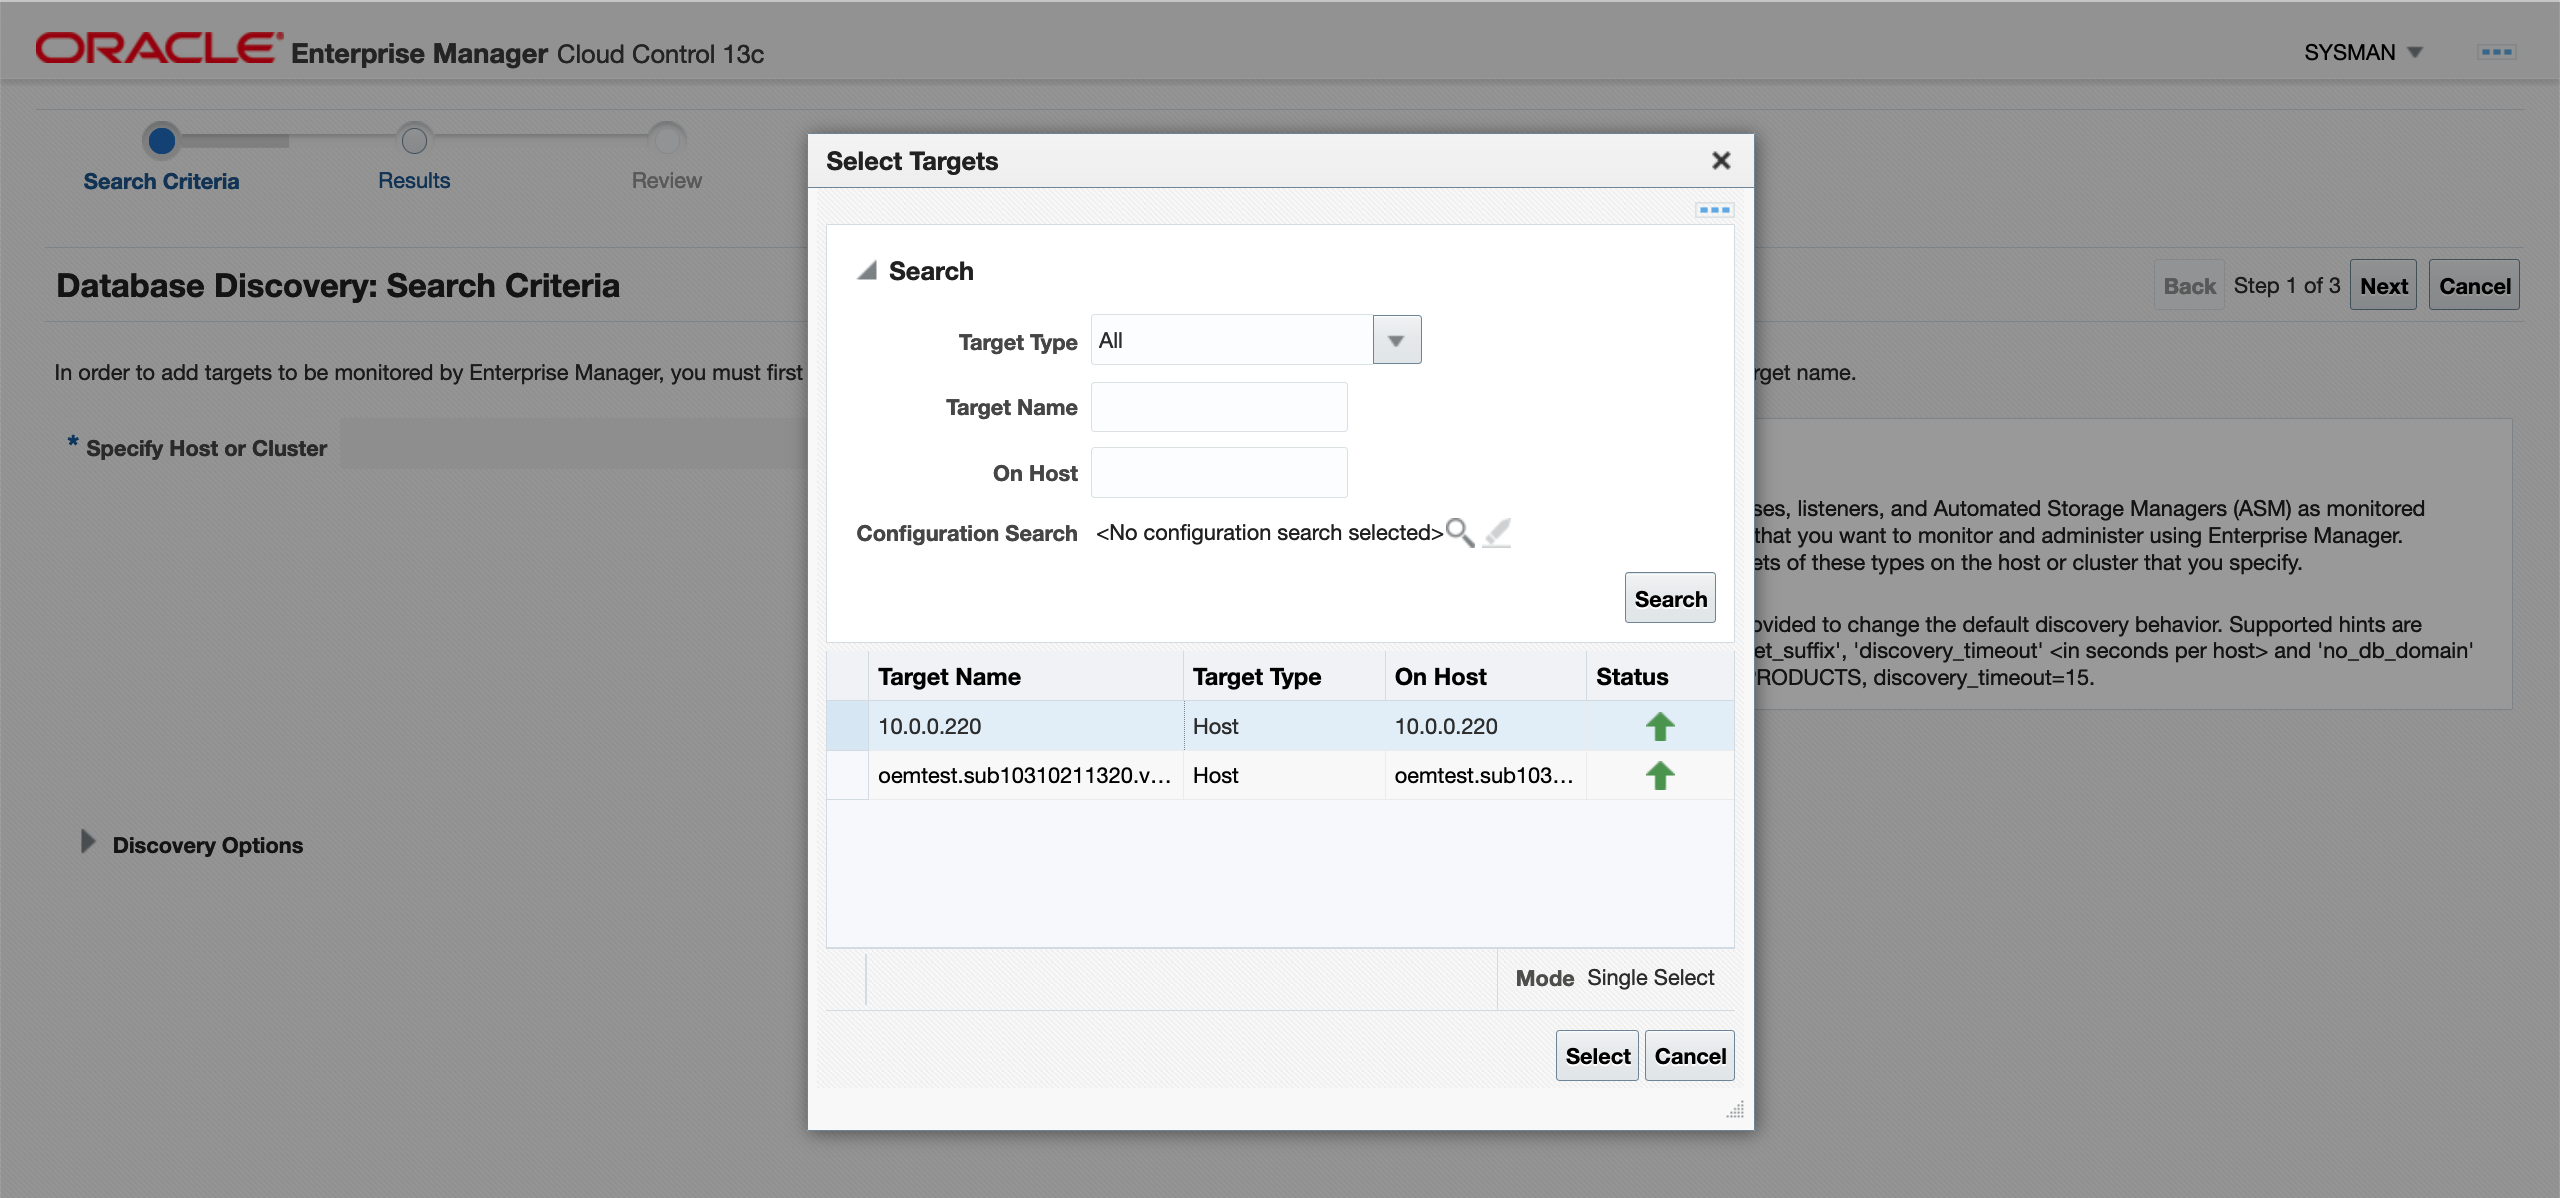 ORACLE Enterprise Manager Cloud Control 13c
SYSMAN
Search Criteria
Results
Review
Database Discovery: Search Criteria
Back Step 1 of 3 Next Cancel
In order to add targets to be monitored by Enterprise Manager, you must first
rget name.
* Specify Host or Cluster
ses, listeners, and Automated Storage Managers (ASM) as monitored
that you want to monitor and administer using Enterprise Manager.
ets of these types on the host or cluster that you specify.
ovided to change the default discovery behavior. Supported hints are
et_suffix', 'discovery_timeout' <in seconds per host> and 'no_db_domain'
PRODUCTS, discovery_timeout=15.
Discovery Options
Select Targets
Search
Target Type All
Target Name
On Host
Configuration Search <No configuration search selected>
Search
Target Name Target Type On Host Status
10.0.0.220 Host 10.0.0.220
oemtest.sub10310211320.v... Host oemtest.sub103...
Mode Single Select
Select Cancel